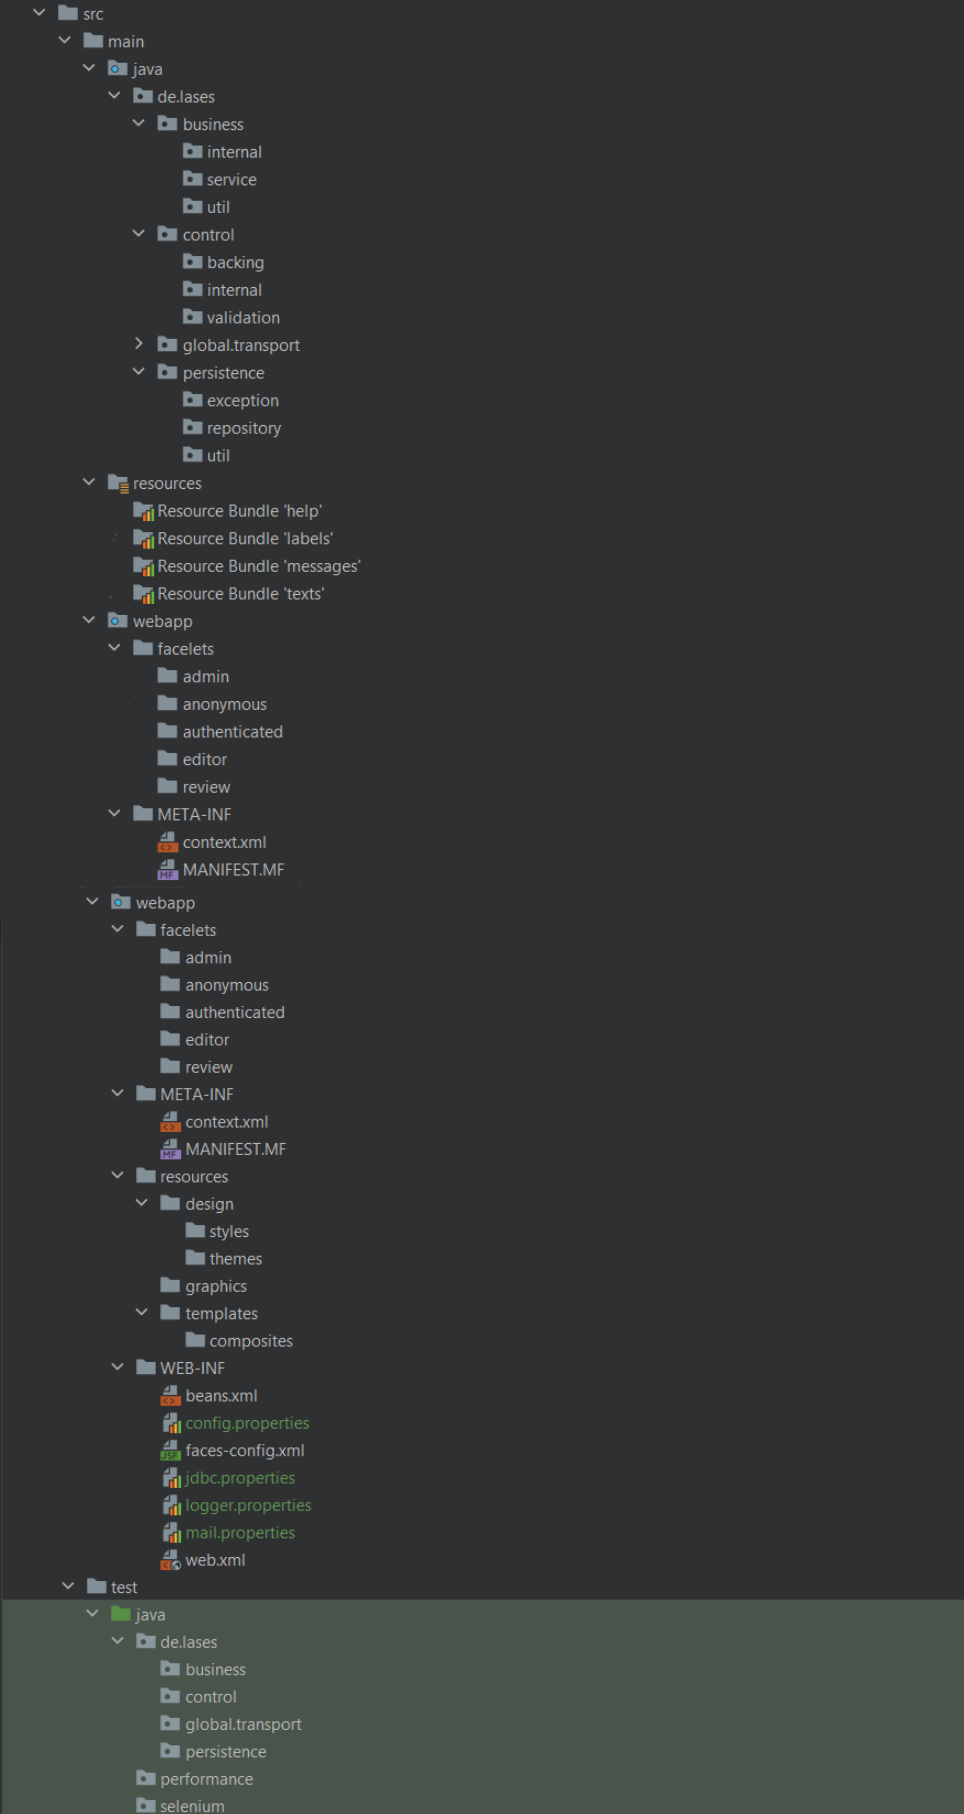 src
main
java
de.lases
business
internal
service
util
control
backing
internal
validation
global.transport
persistence
exception
repository
util
resources
Resource Bundle 'help'
Resource Bundle 'labels'
Resource Bundle 'messages'
Resource Bundle 'texts'
webapp
facelets
admin
anonymous
authenticated
editor
review
META-INF
context.xml
MANIFEST.MF
webapp
facelets
admin
anonymous
authenticated
editor
review
META-INF
context.xml
MANIFEST.MF
resources
design
styles
themes
graphics
templates
composites
WEB-INF
beans.xml
config.properties
faces-config.xml
jdbc.properties
logger.properties
mail.properties
web.xml
test
java
de.lases
business
control
global.transport
persistence
performance
selenium